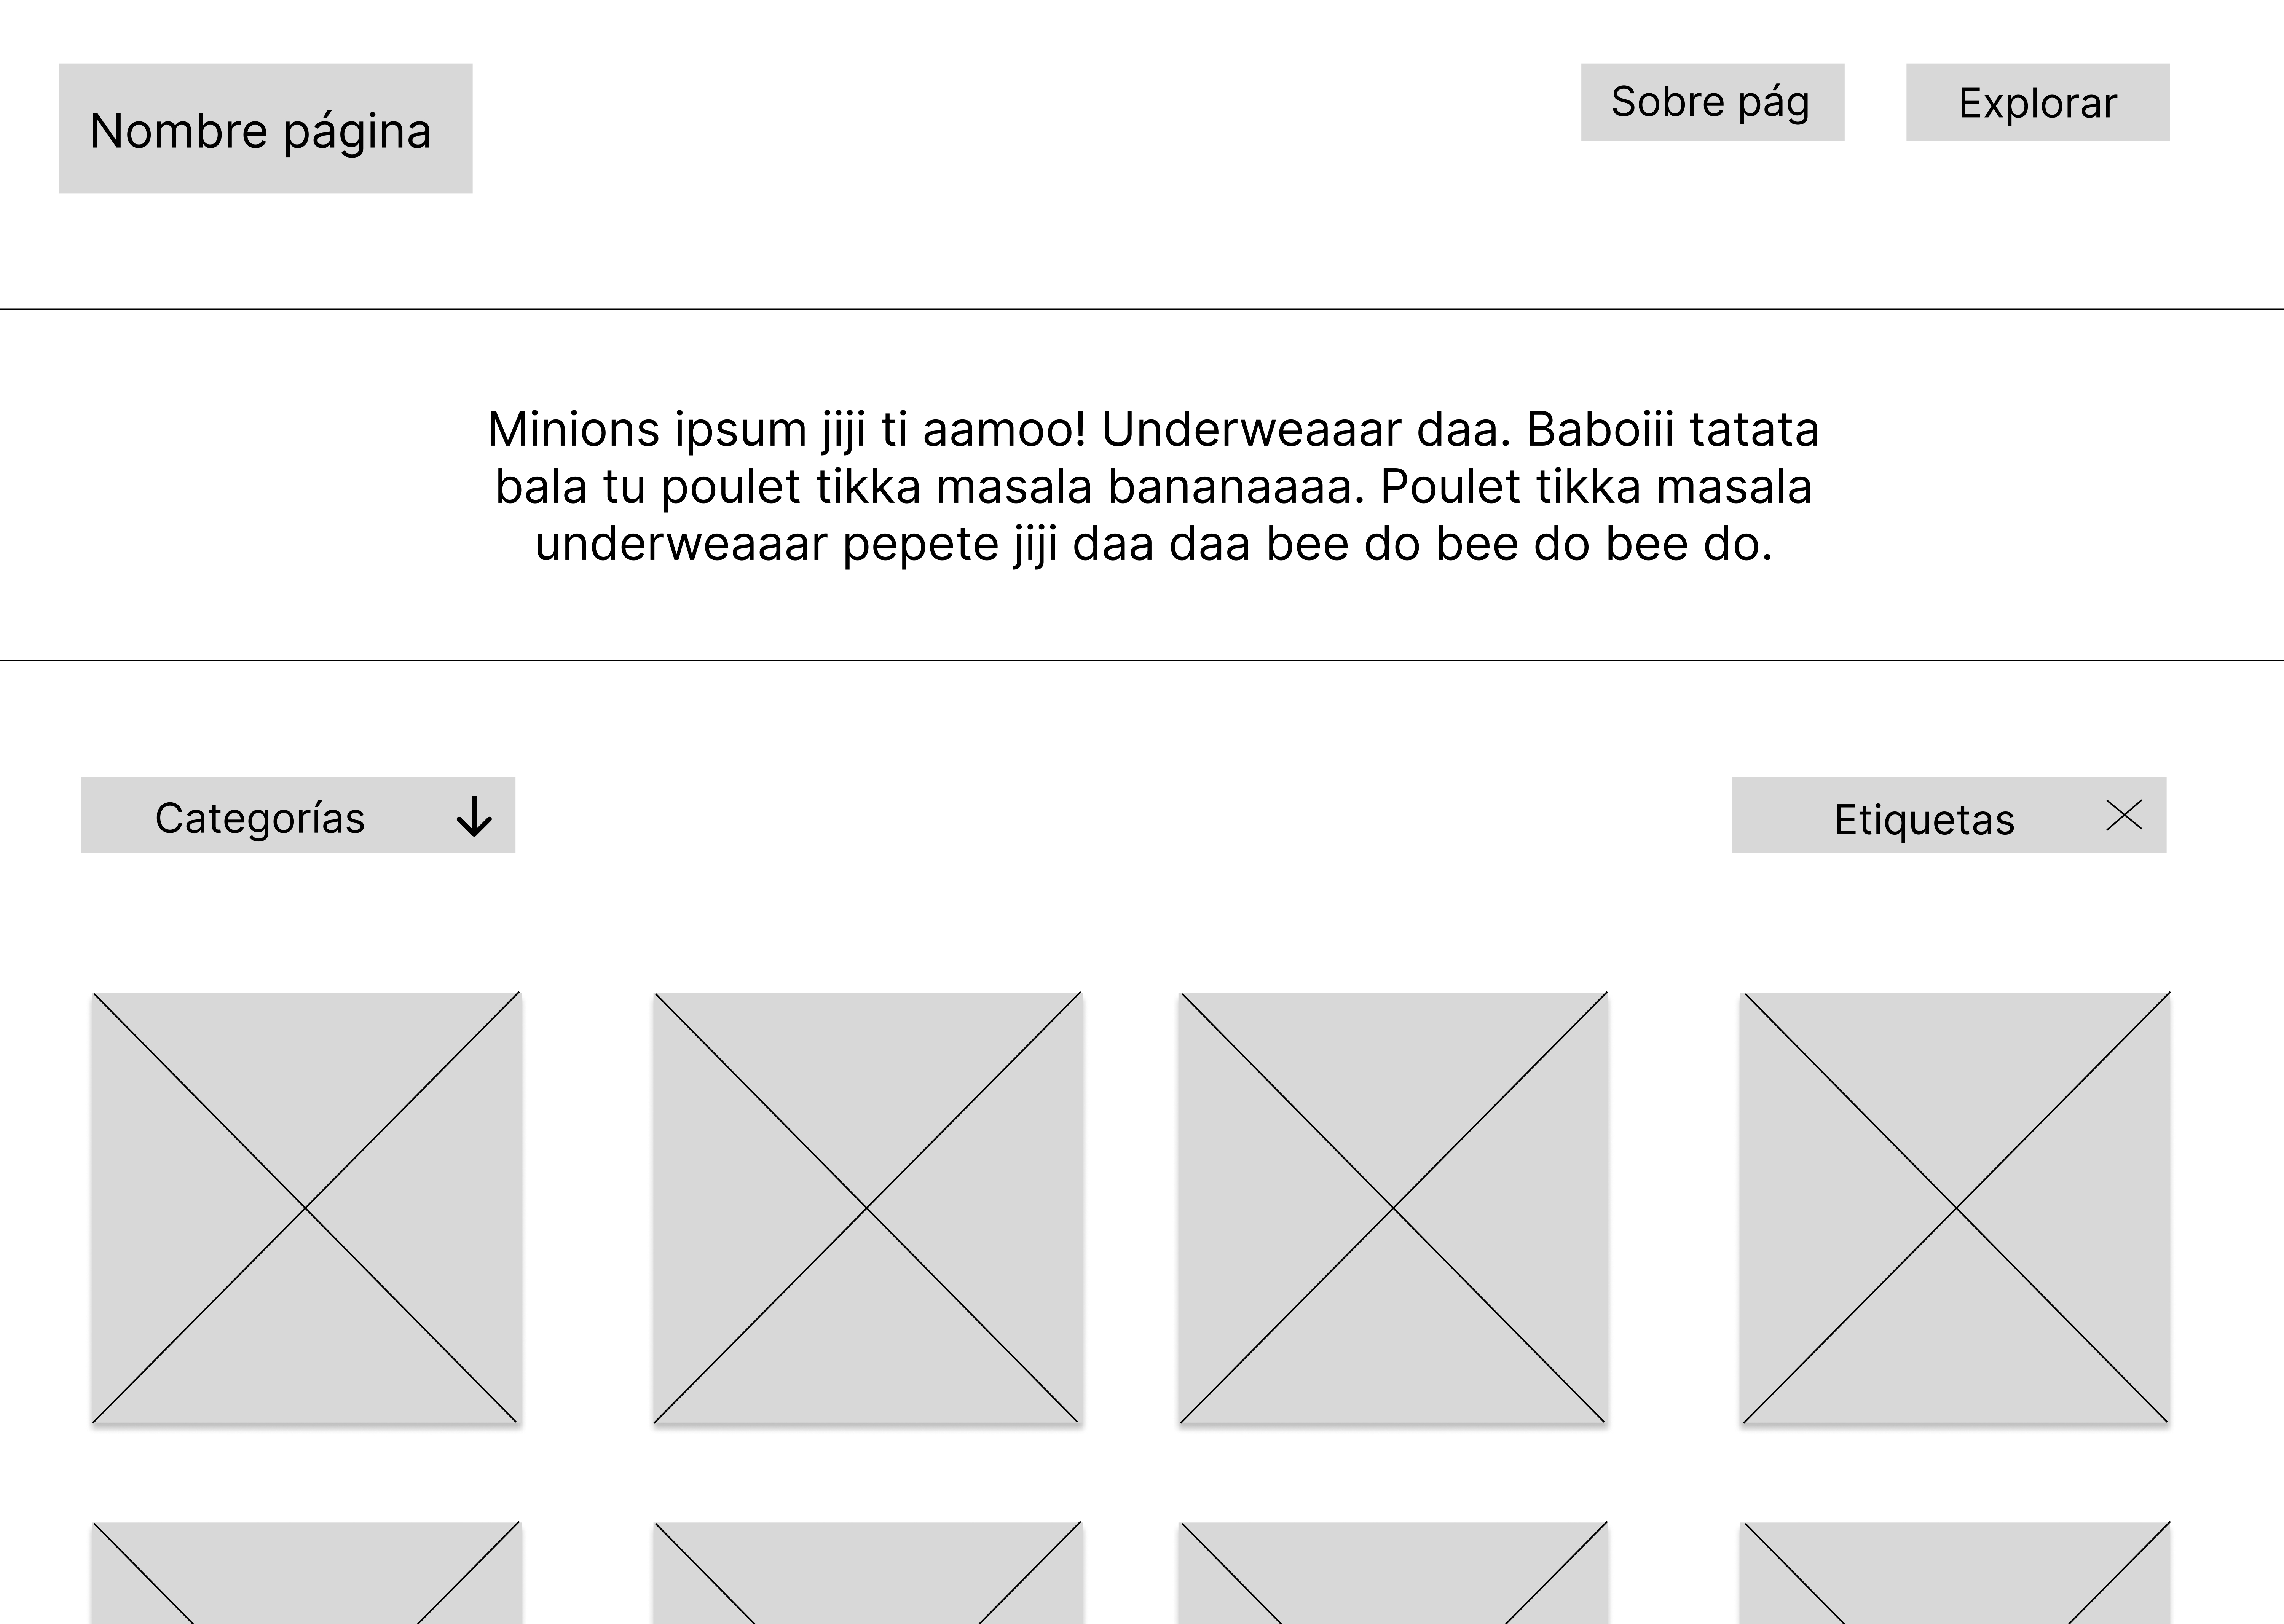 Nombre página
Sobre pág
Explorar
Minions ipsum jiji ti aamoo! Underweaaar daa. Baboiii tatata
bala tu poulet tikka masala bananaaaa. Poulet tikka masala
underweaaar pepete jiji daa daa bee do bee do bee do.
Categorías
Etiquetas